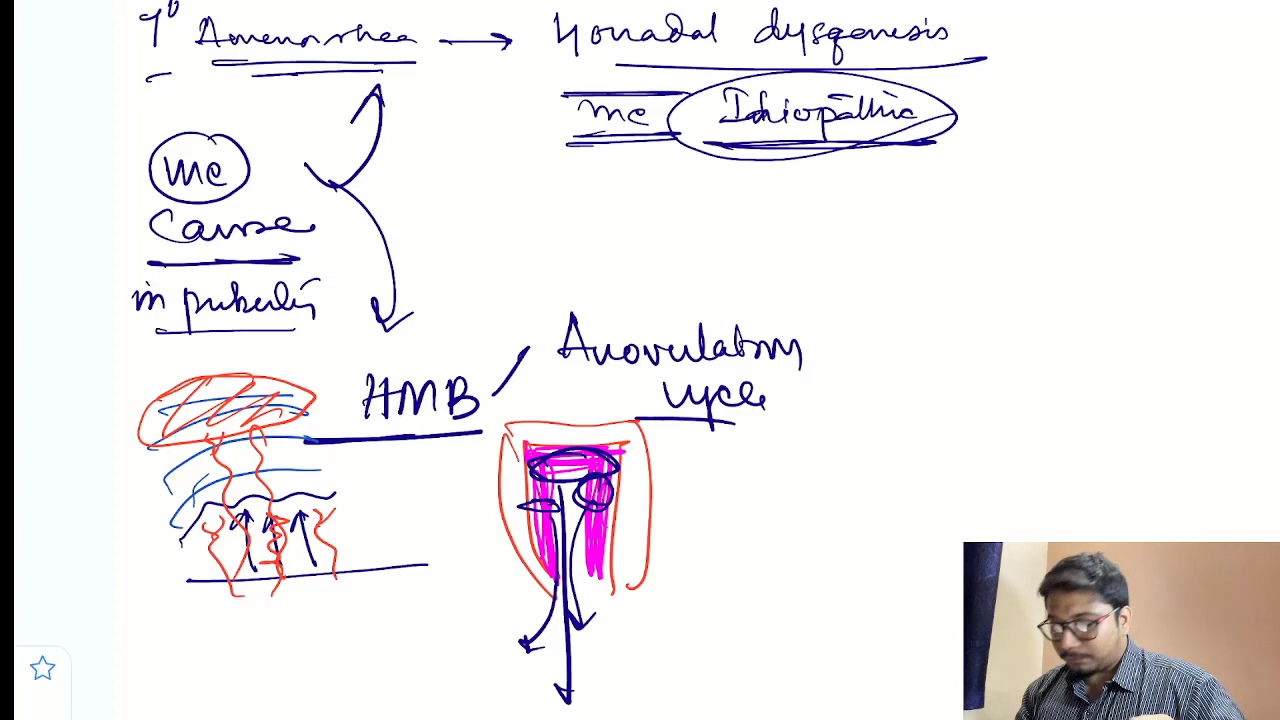 1° Amenorrhea → Gonadal dysgenesis
mc Idiopathic
mc
Cause
in puberty
HMB
Anovulatory
cycle